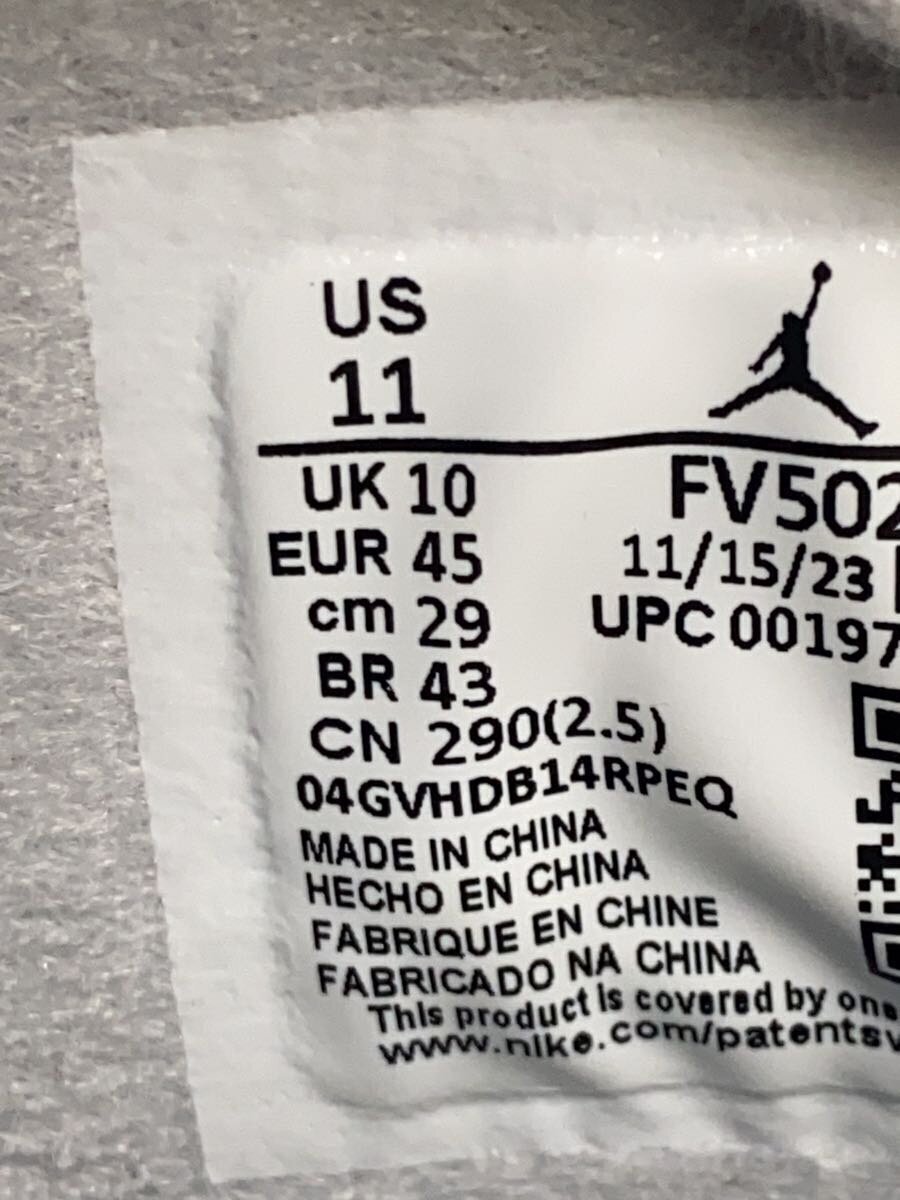 US
11
UK 10
EUR 45
cm 29
BR 43
CN 290(2.5)
FV502
11/15/23
UPC 00197
04GVHDB14RPEQ
MADE IN CHINA
HECHO EN CHINA
FABRIQUE EN CHINE
FABRICADO NA CHINA
This product is covered by one
www.nike.com/patents